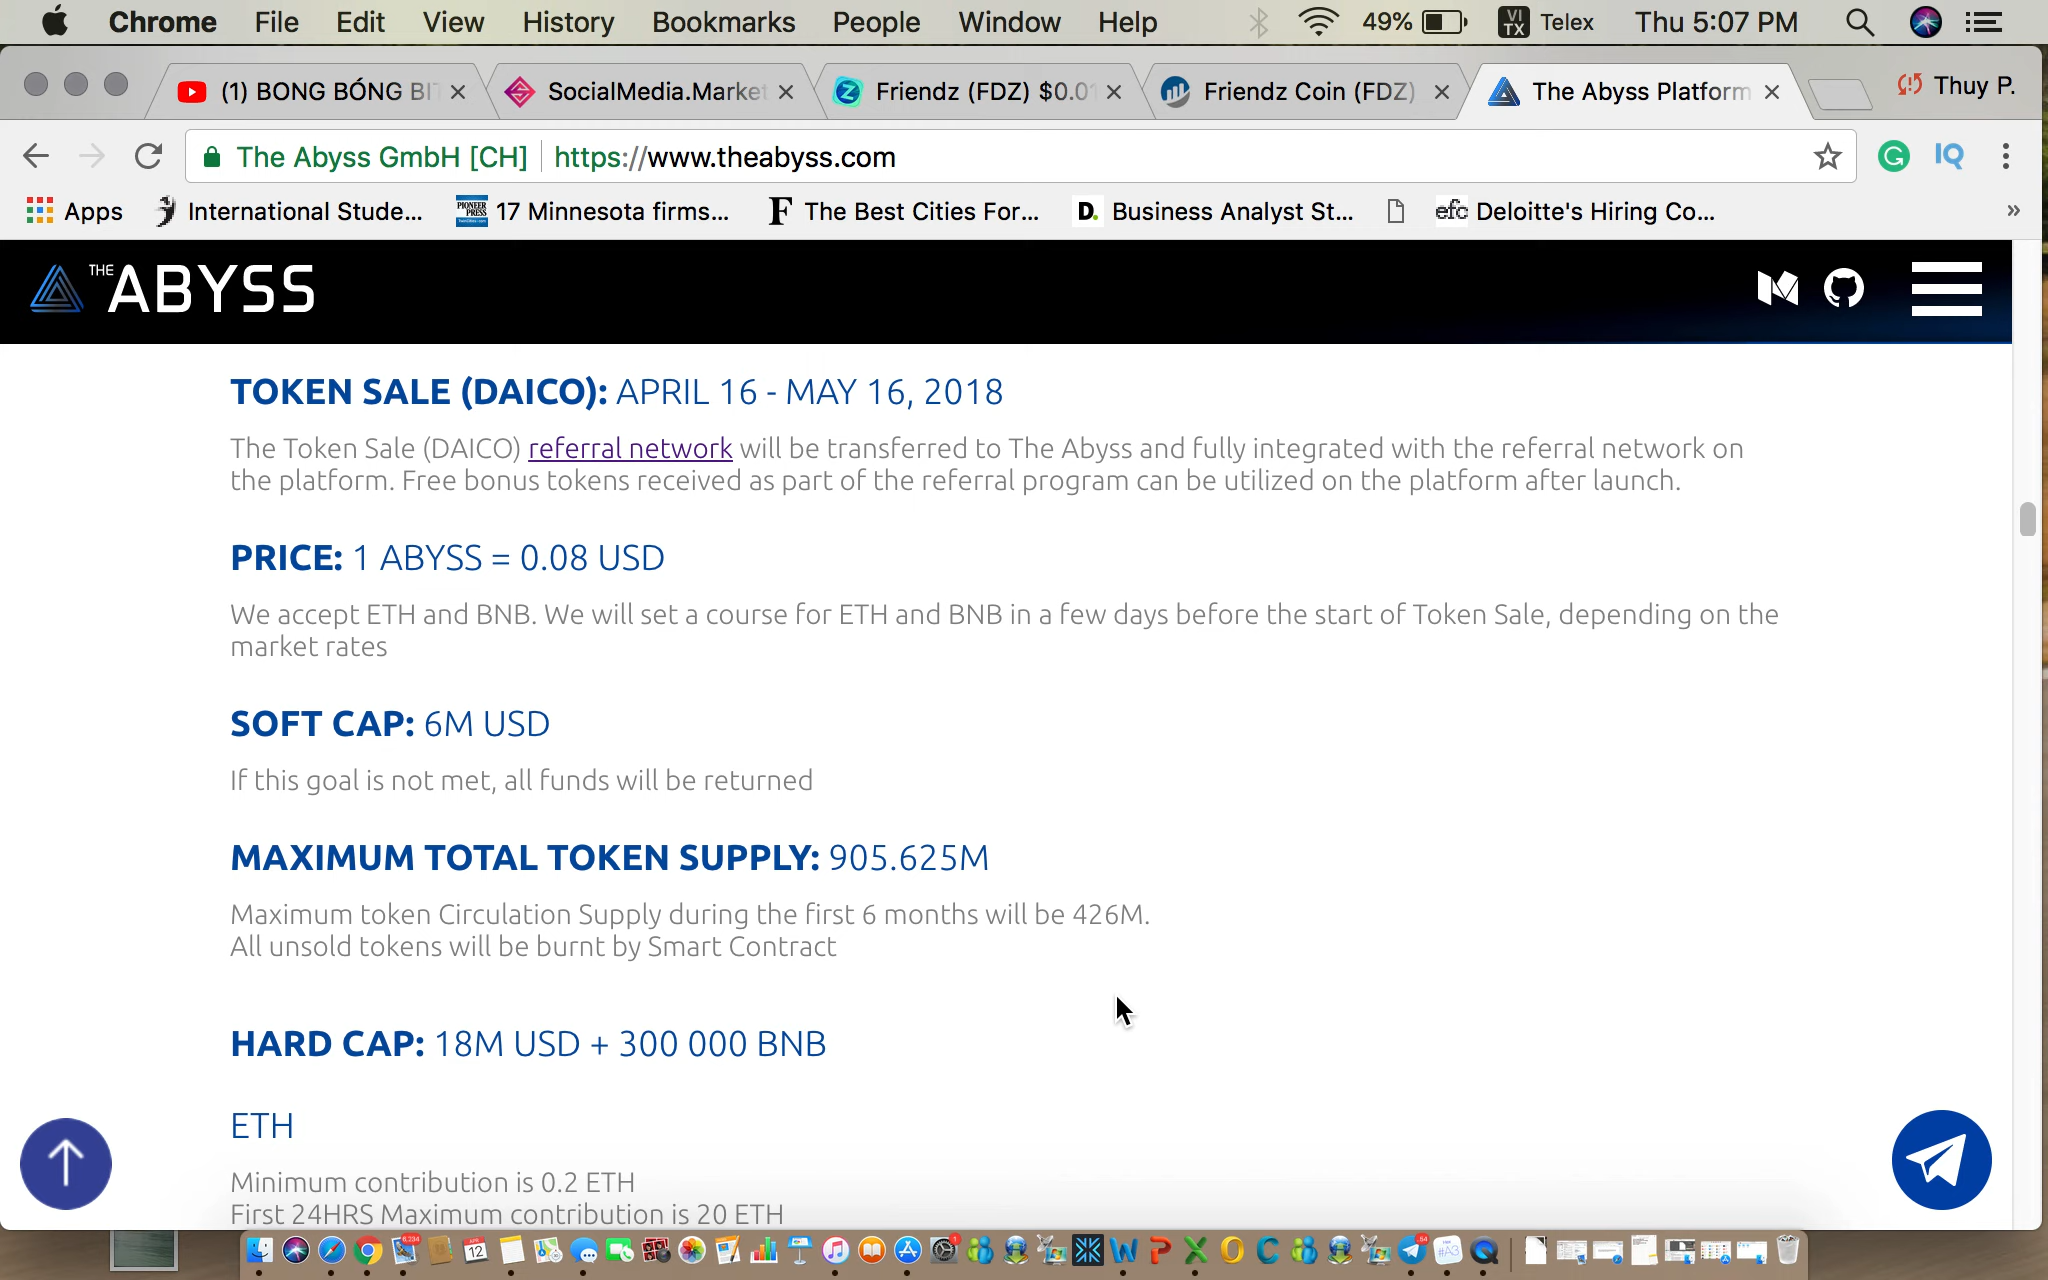 Chrome File Edit View History Bookmarks People Window Help 49% VI TX Telex Thu 5:07 PM
(1) BONG BÓNG BIT SocialMedia.Market Friendz (FDZ) $0.01 Friendz Coin (FDZ) The Abyss Platform Thuy P.
The Abyss GmbH [CH] https://www.theabyss.com
Apps International Stude... PIONEER PRESS 17 Minnesota firms... F The Best Cities For... D. Business Analyst St... efc Deloitte's Hiring Co... »
THE ABYSS
TOKEN SALE (DAICO): APRIL 16 - MAY 16, 2018
The Token Sale (DAICO) referral network will be transferred to The Abyss and fully integrated with the referral network on
the platform. Free bonus tokens received as part of the referral program can be utilized on the platform after launch.
PRICE: 1 ABYSS = 0.08 USD
We accept ETH and BNB. We will set a course for ETH and BNB in a few days before the start of Token Sale, depending on the
market rates
SOFT CAP: 6M USD
If this goal is not met, all funds will be returned
MAXIMUM TOTAL TOKEN SUPPLY: 905.625M
Maximum token Circulation Supply during the first 6 months will be 426M.
All unsold tokens will be burnt by Smart Contract
HARD CAP: 18M USD + 300 000 BNB
ETH
Minimum contribution is 0.2 ETH
First 24HRS Maximum contribution is 20 ETH